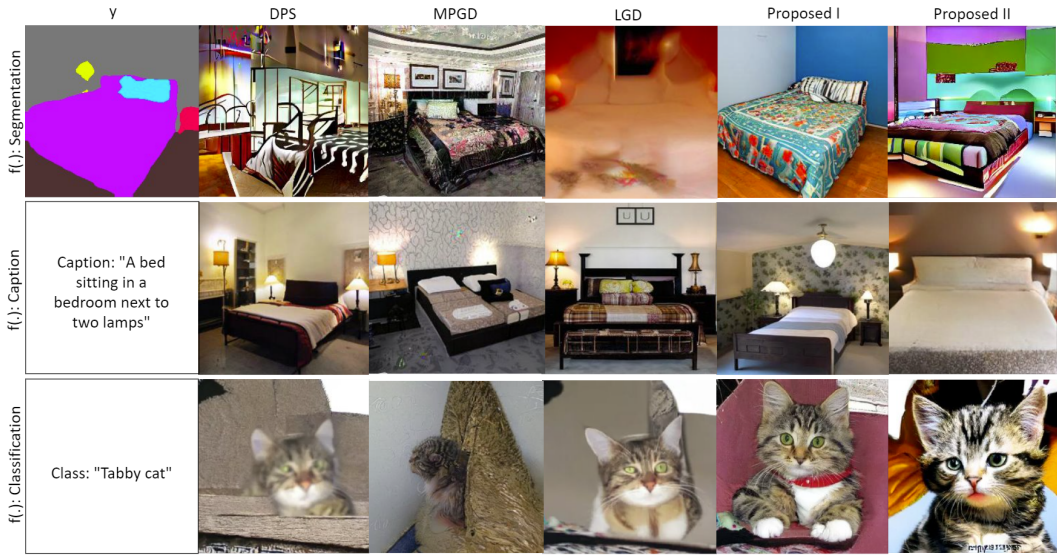 y DPS MPGD LGD Proposed I Proposed II
f(.): Segmentation
f(.): Caption
Caption: "A bed
sitting in a
bedroom next to
two lamps"
f(.): Classification
Class: "Tabby cat"